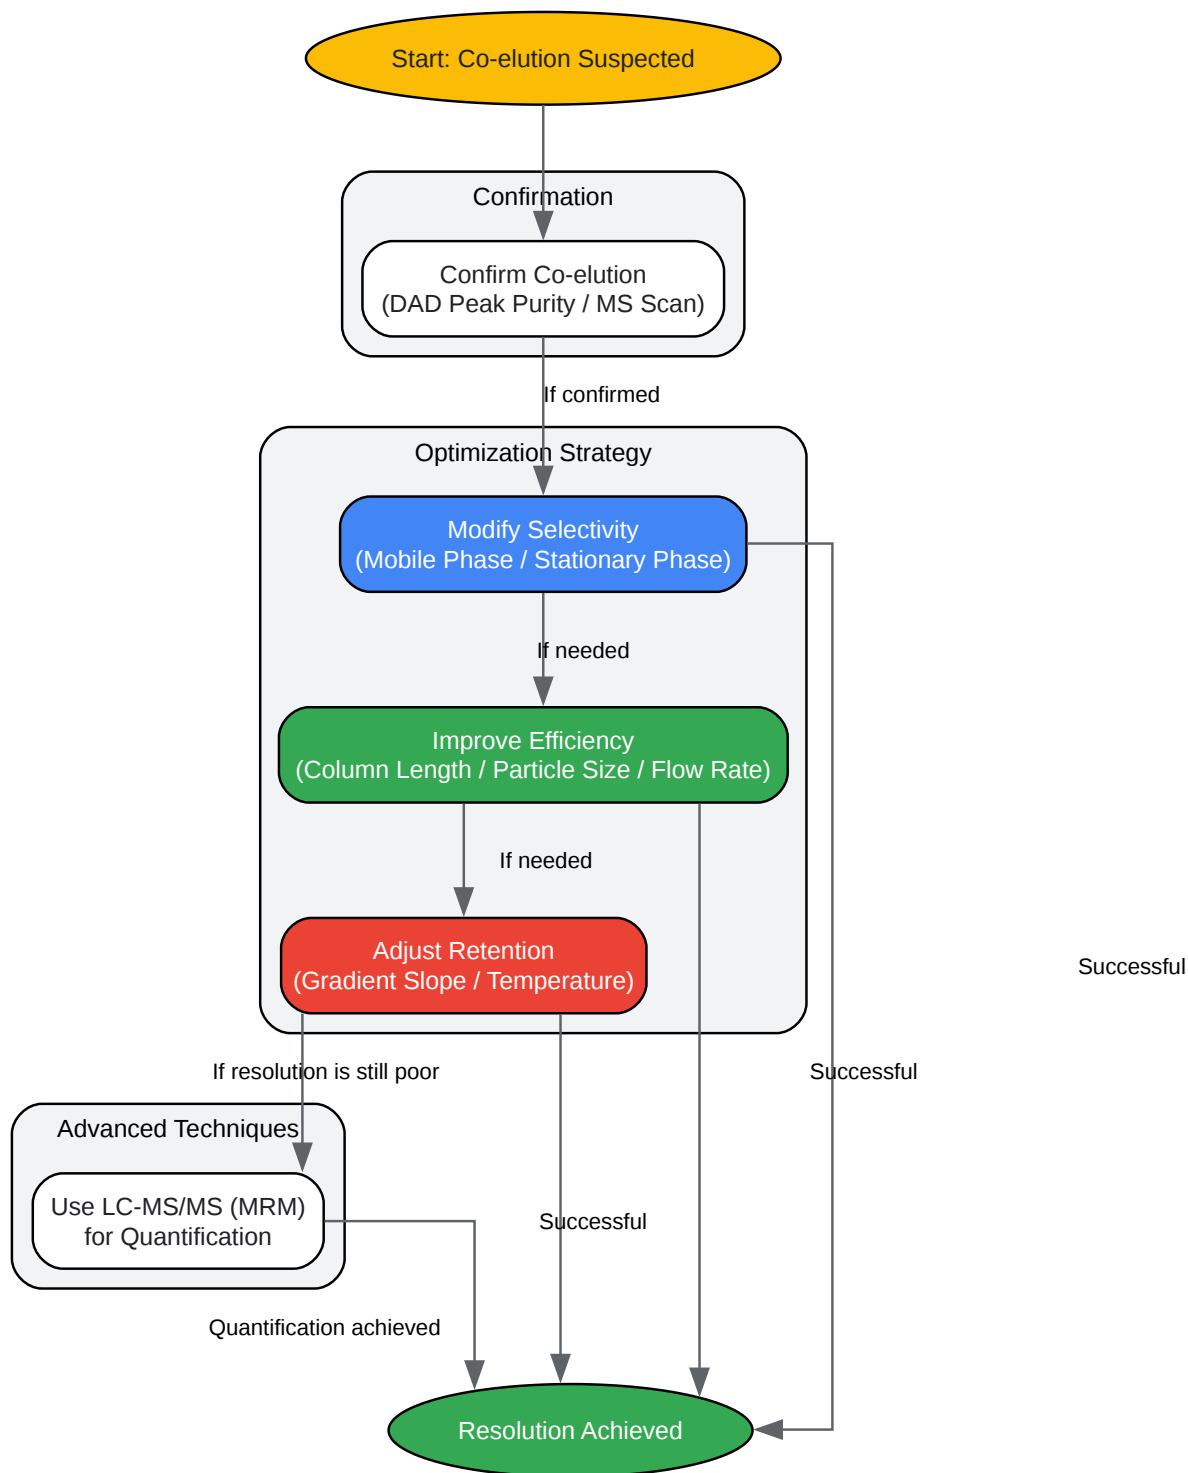 Start: Co-elution Suspected
Confirmation
Confirm Co-elution
(DAD Peak Purity / MS Scan)
If confirmed
Optimization Strategy
Modify Selectivity
(Mobile Phase / Stationary Phase)
If needed
Improve Efficiency
(Column Length / Particle Size / Flow Rate)
If needed
Adjust Retention
(Gradient Slope / Temperature)
Successful
If resolution is still poor
Successful
Advanced Techniques
Use LC-MS/MS (MRM)
for Quantification
Successful
Quantification achieved
Resolution Achieved